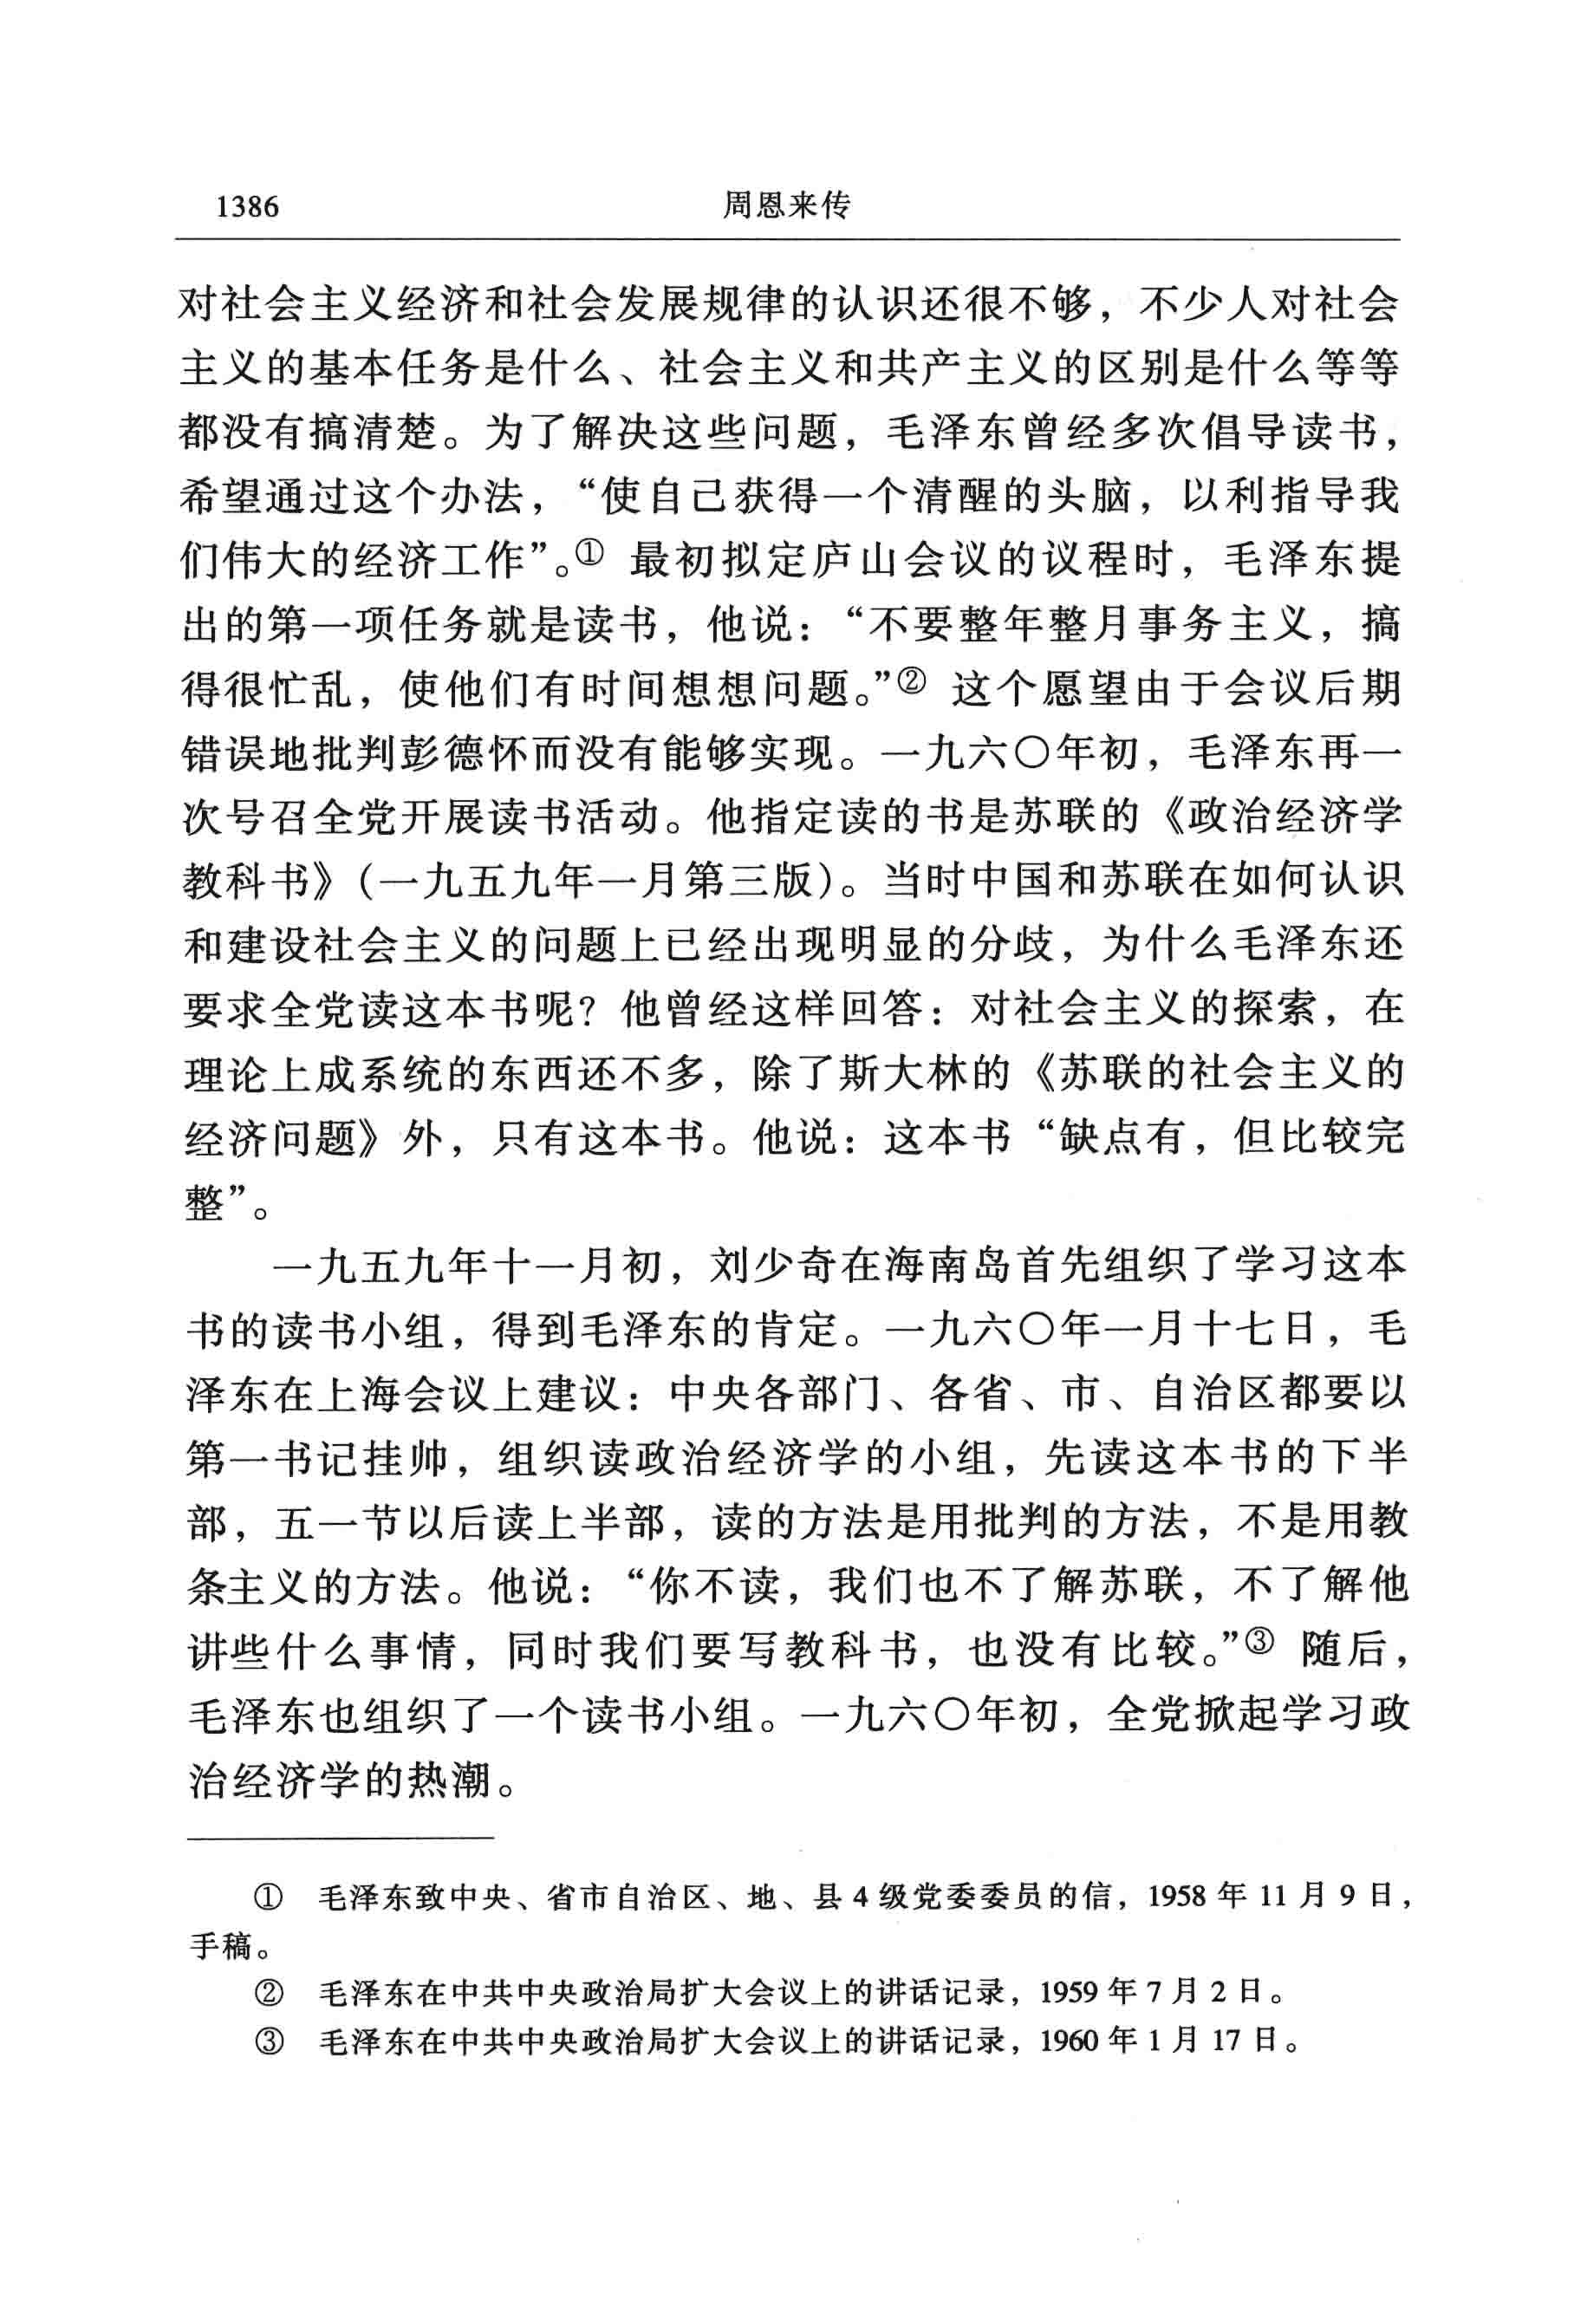 1386
周恩来传
对社会主义经济和社会发展规律的认识还很不够，不少人对社会
主义的基本任务是什么、社会主义和共产主义的区别是什么等等
都没有搞清楚。为了解决这些问题，毛泽东曾经多次倡导读书，
希望通过这个办法，“使自己获得一个清醒的头脑，以利指导我
们伟大的经济工作”。① 最初拟定庐山会议的议程时，毛泽东提
出的第一项任务就是读书，他说：“不要整年整月事务主义，搞
得很忙乱，使他们有时间想想问题。”② 这个愿望由于会议后期
错误地批判彭德怀而没有能够实现。一九六〇年初，毛泽东再一
次号召全党开展读书活动。他指定读的书是苏联的《政治经济学
教科书》（一九五九年一月第三版）。当时中国和苏联在如何认识
和建设社会主义的问题上已经出现明显的分歧，为什么毛泽东还
要求全党读这本书呢？他曾经这样回答：对社会主义的探索，在
理论上成系统的东西还不多，除了斯大林的《苏联的社会主义的
经济问题》外，只有这本书。他说：这本书“缺点有，但比较完
整”。
一九五九年十一月初，刘少奇在海南岛首先组织了学习这本
书的读书小组，得到毛泽东的肯定。一九六〇年一月十七日，毛
泽东在上海会议上建议：中央各部门、各省、市、自治区都要以
第一书记挂帅，组织读政治经济学的小组，先读这本书的下半
部，五一节以后读上半部，读的方法是用批判的方法，不是用教
条主义的方法。他说：“你不读，我们也不了解苏联，不了解他
讲些什么事情，同时我们要写教科书，也没有比较。”③ 随后，
毛泽东也组织了一个读书小组。一九六〇年初，全党掀起学习政
治经济学的热潮。
① 毛泽东致中央、省市自治区、地、县 4 级党委委员的信，1958 年 11 月 9 日，
手稿。
② 毛泽东在中共中央政治局扩大会议上的讲话记录，1959 年 7 月 2 日。
③ 毛泽东在中共中央政治局扩大会议上的讲话记录，1960 年 1 月 17 日。